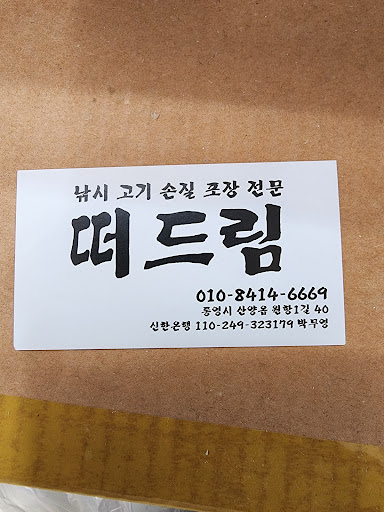 낚시 고기 손질 포장 전문
떠드림
010-8414-6669
통영시 산양읍 원항1길 40
신한은행 110-249-323179 박무영